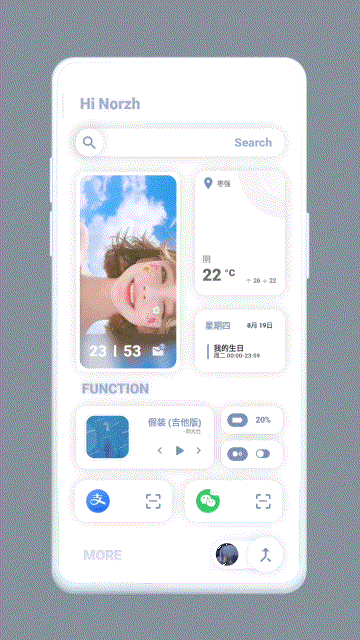 Hi Norzh
Search
枣强
阴
22 °C
26 22
星期四 8月19日
我的生日
周二 00:00-23:59
23 53
FUNCTION
假装 (吉他版)
20%
支
MORE